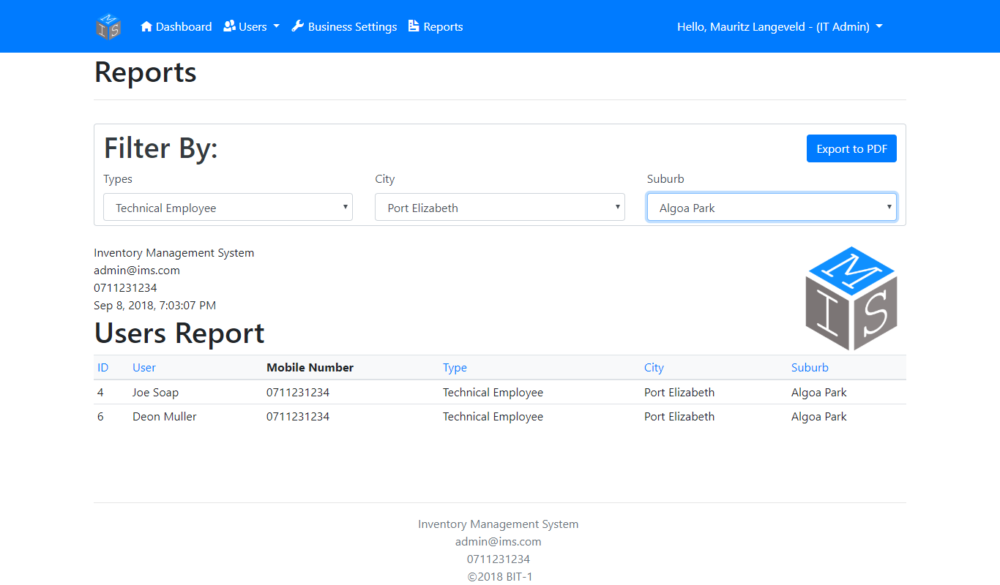 M I S Dashboard Users Business Settings Reports Hello, Mauritz Langeveld - (IT Admin)
Reports
Filter By: Export to PDF
Types City Suburb
Technical Employee Port Elizabeth Algoa Park
Inventory Management System
admin@ims.com
0711231234
Sep 8, 2018, 7:03:07 PM
M
I S
Users Report
ID User Mobile Number Type City Suburb
4 Joe Soap 0711231234 Technical Employee Port Elizabeth Algoa Park
6 Deon Muller 0711231234 Technical Employee Port Elizabeth Algoa Park
Inventory Management System
admin@ims.com
0711231234
©2018 BIT-1